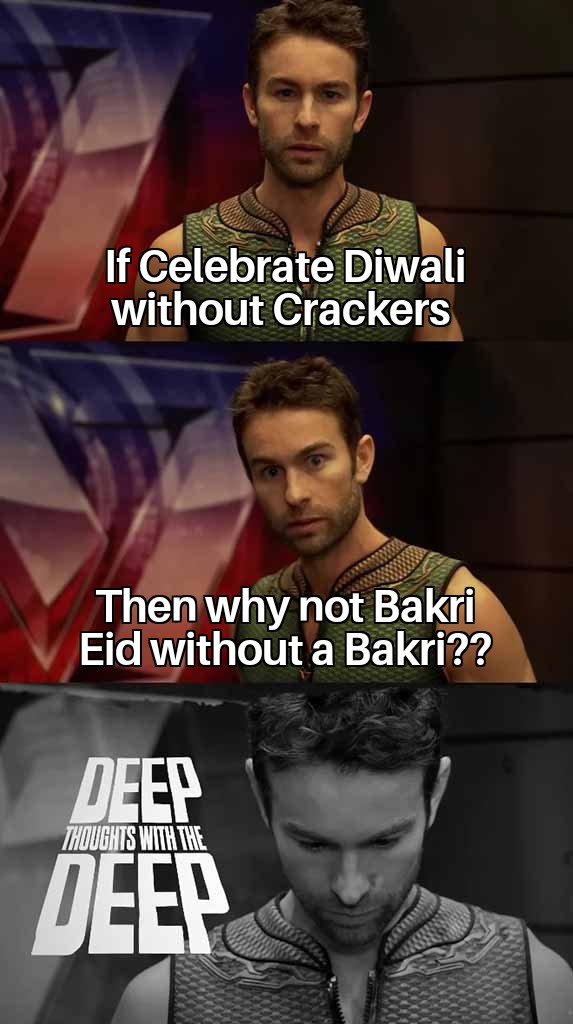 If Celebrate Diwali
without Crackers
Then why not Bakri
Eid without a Bakri??
DEEP
THOUGHTS WITH THE
DEEP